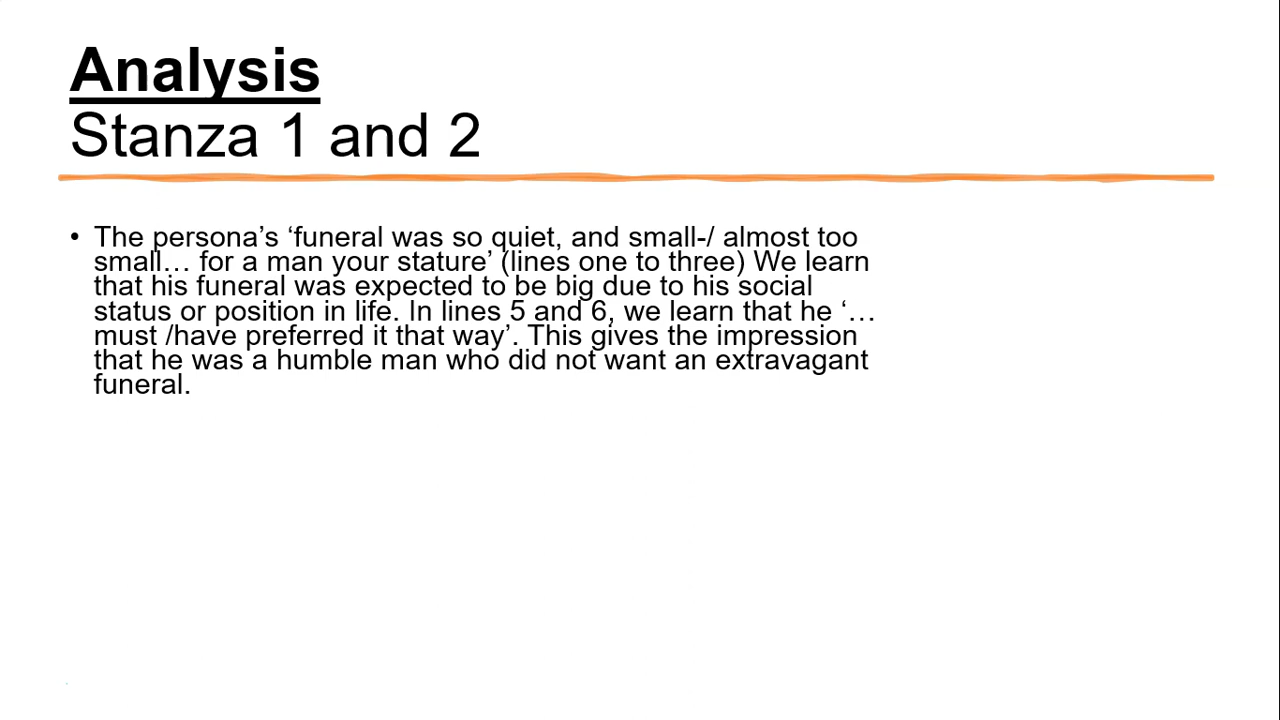 Analysis
Stanza 1 and 2
• The persona’s ‘funeral was so quiet, and small-/ almost too
small… for a man your stature’ (lines one to three) We learn
that his funeral was expected to be big due to his social
status or position in life. In lines 5 and 6, we learn that he ‘…
must /have preferred it that way’. This gives the impression
that he was a humble man who did not want an extravagant
funeral.